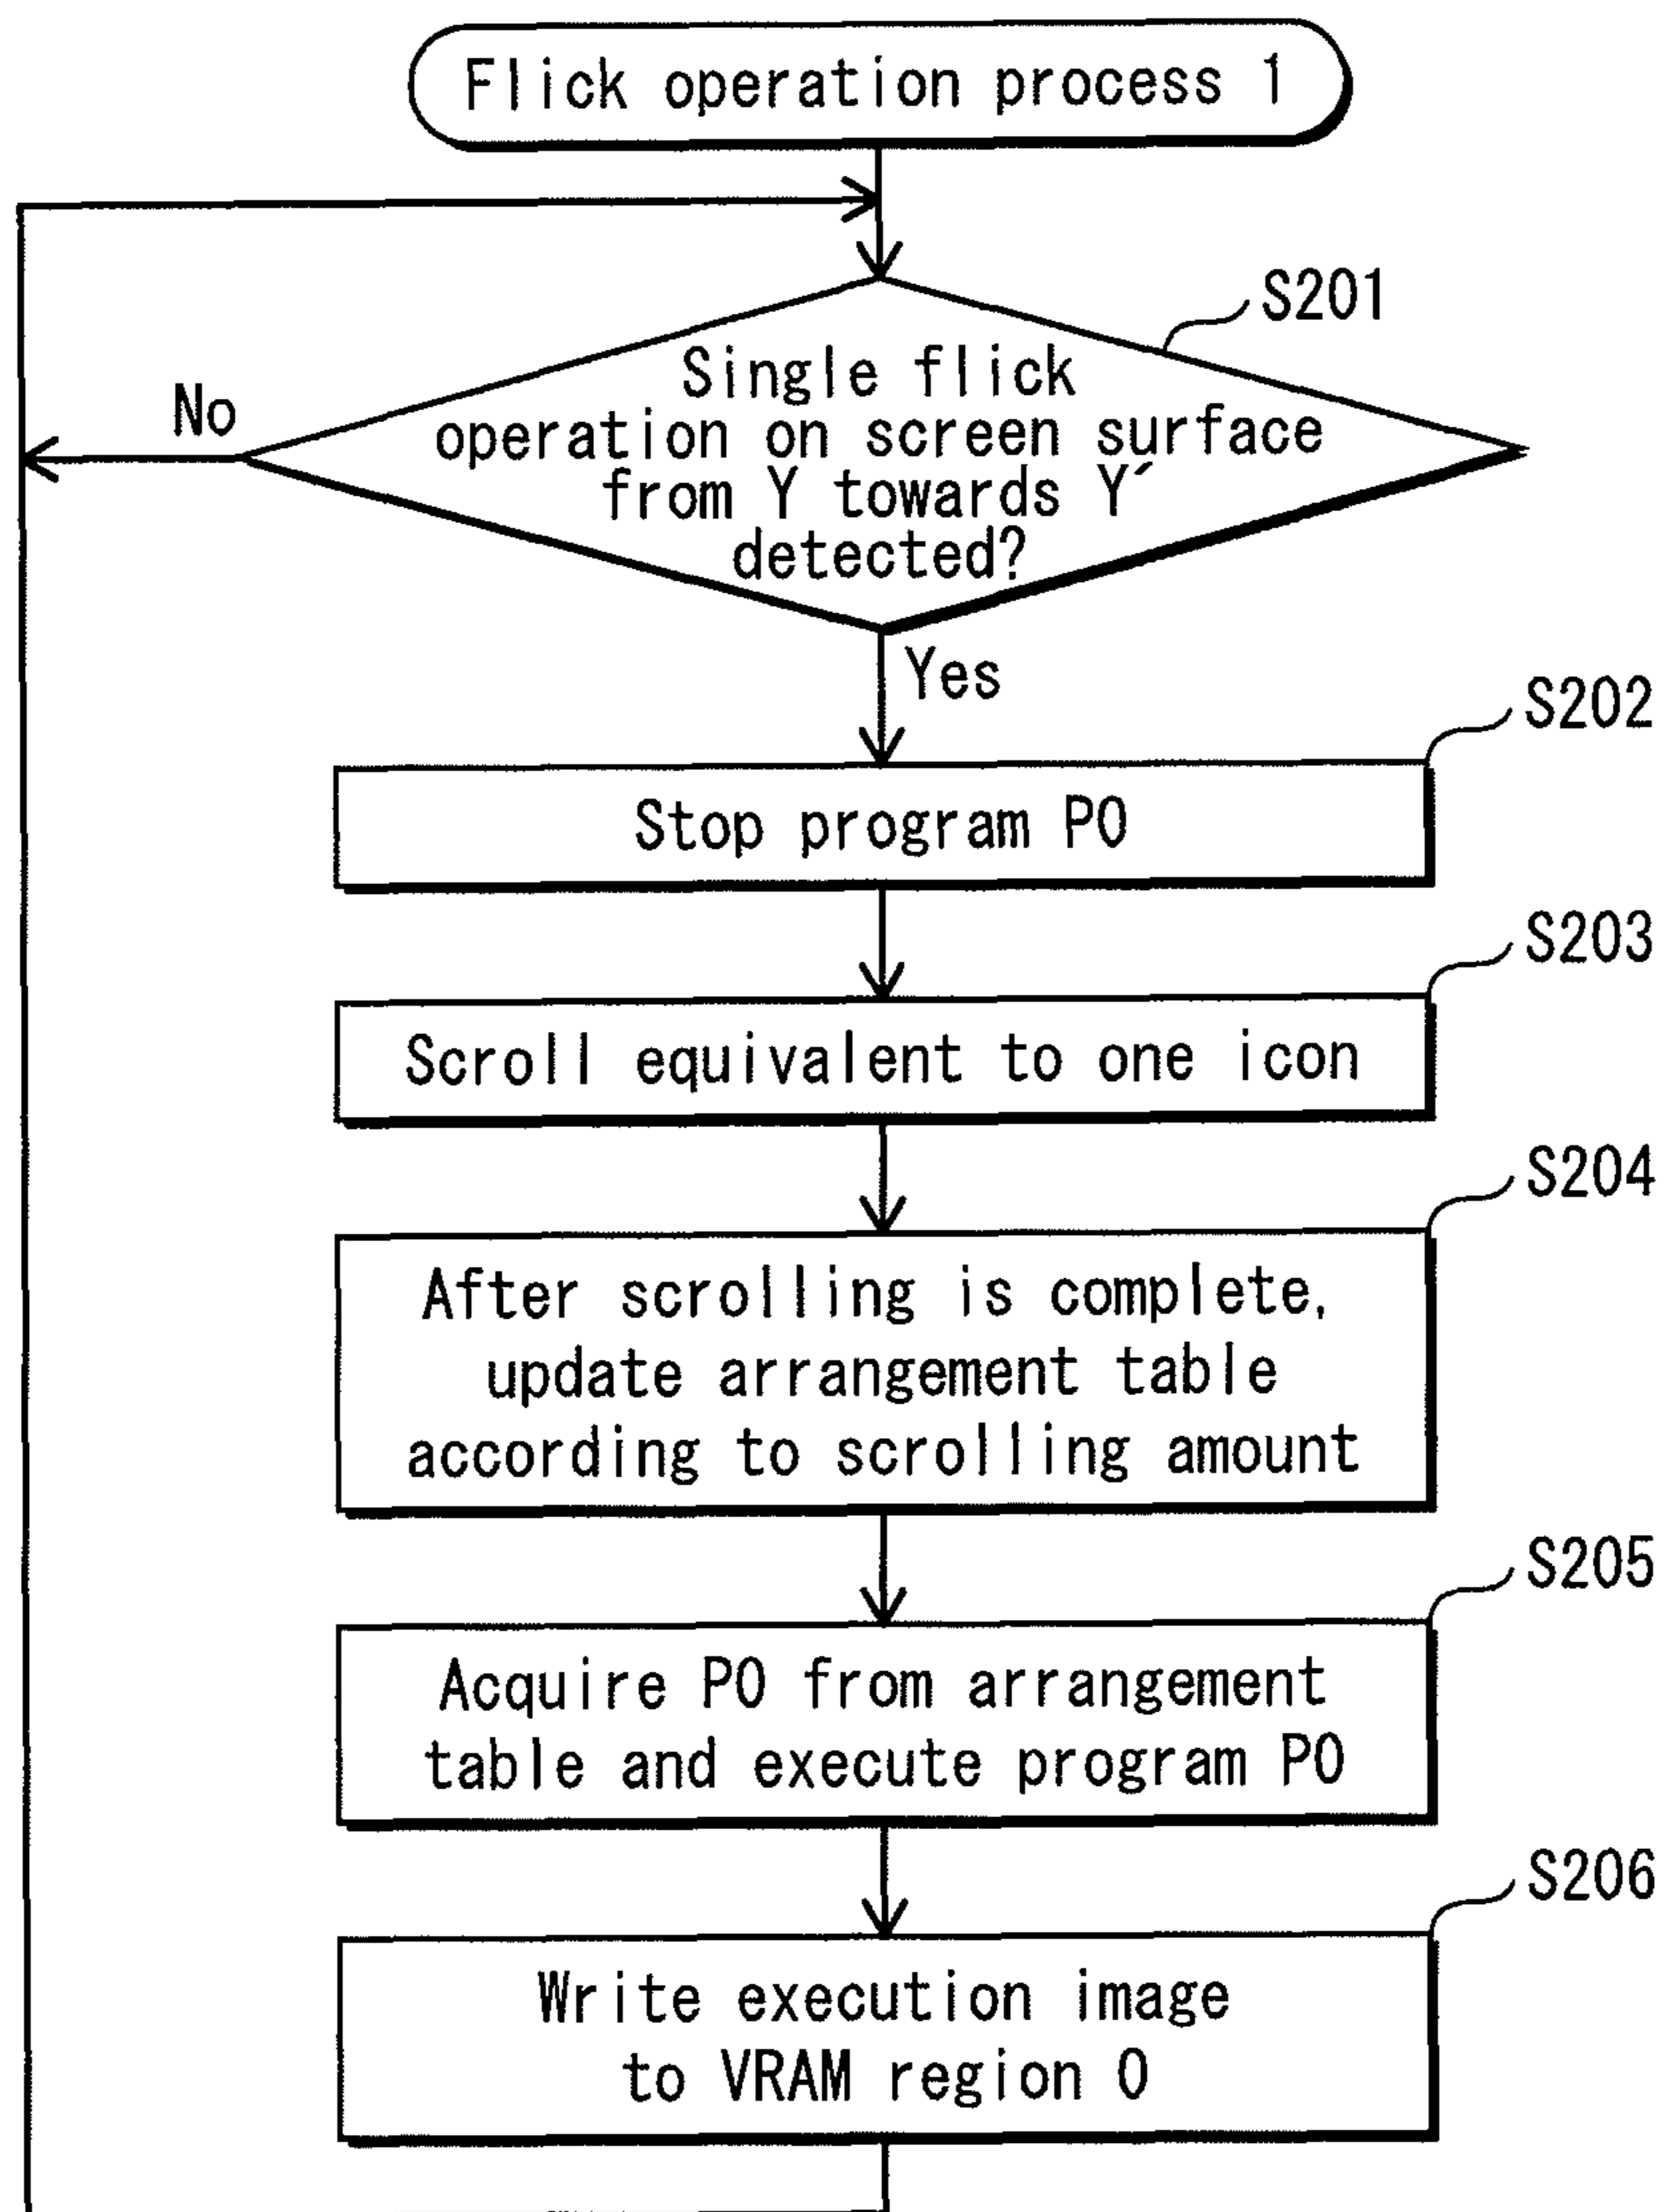 Flick operation process 1
S201
Single flick
operation on screen surface
from Y towards Y´
detected?
No
Yes
S202
Stop program P0
S203
Scroll equivalent to one icon
S204
After scrolling is complete,
update arrangement table
according to scrolling amount
S205
Acquire P0 from arrangement
table and execute program P0
S206
Write execution image
to VRAM region 0